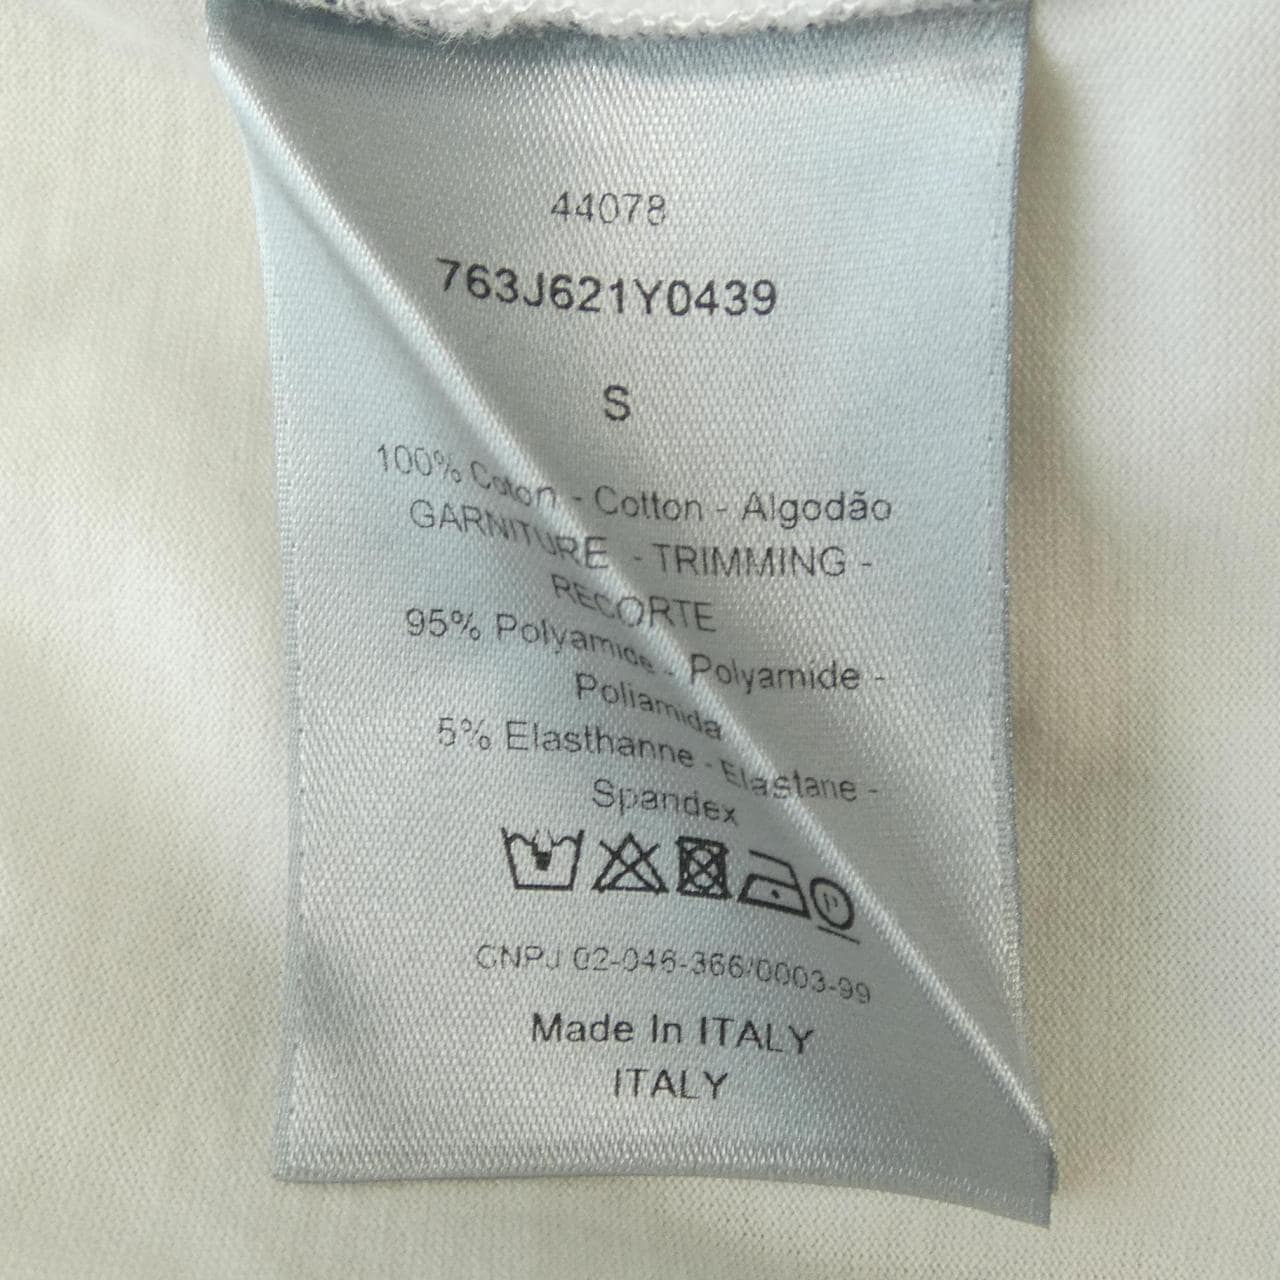 44078
763J621Y0439
S
100% Coton - Cotton - Algodão
GARNITURE - TRIMMING -
RECORTE
95% Polyamide - Polyamide -
Poliamida
5% Elasthanne - Elastane -
Spandex
P
CNPJ 02-046-366/0003-99
Made In ITALY
ITALY